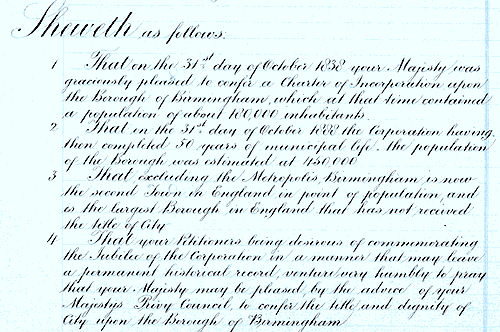 Sheweth as follows:
1 That on the 31st day of October 1838 your Majesty was
graciously pleased to confer a Charter of Incorporation upon
the Borough of Birmingham, which at that time contained
a population of about 180,000 inhabitants.
2 That on the 31st day of October 1888 the Corporation having
then completed 50 years of municipal life. the population
of the Borough was estimated at 450,000
3 That excluding the Metropolis, Birmingham is now
the second Town in England in point of population, and
is the largest Borough in England that has not received
the title of City
4 That your Petitioners being desirous of commemorating
the Jubilee of the Corporation in a manner that may leave
a permanent historical record, venture very humbly to pray
that your Majesty may be pleased, by the advice of your
Majestys Privy Council, to confer the title and dignity of
City upon the Borough of Birmingham